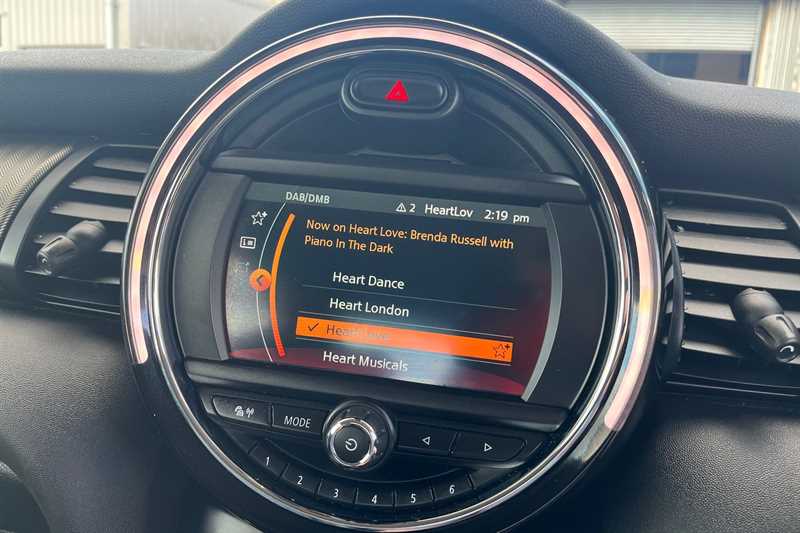 DAB/DMB
2 HeartLov 2:19 pm
Now on Heart Love: Brenda Russell with
Piano In The Dark
Heart Dance
Heart London
Heart Love
Heart Musicals
MODE
1 2 3 4 5 6